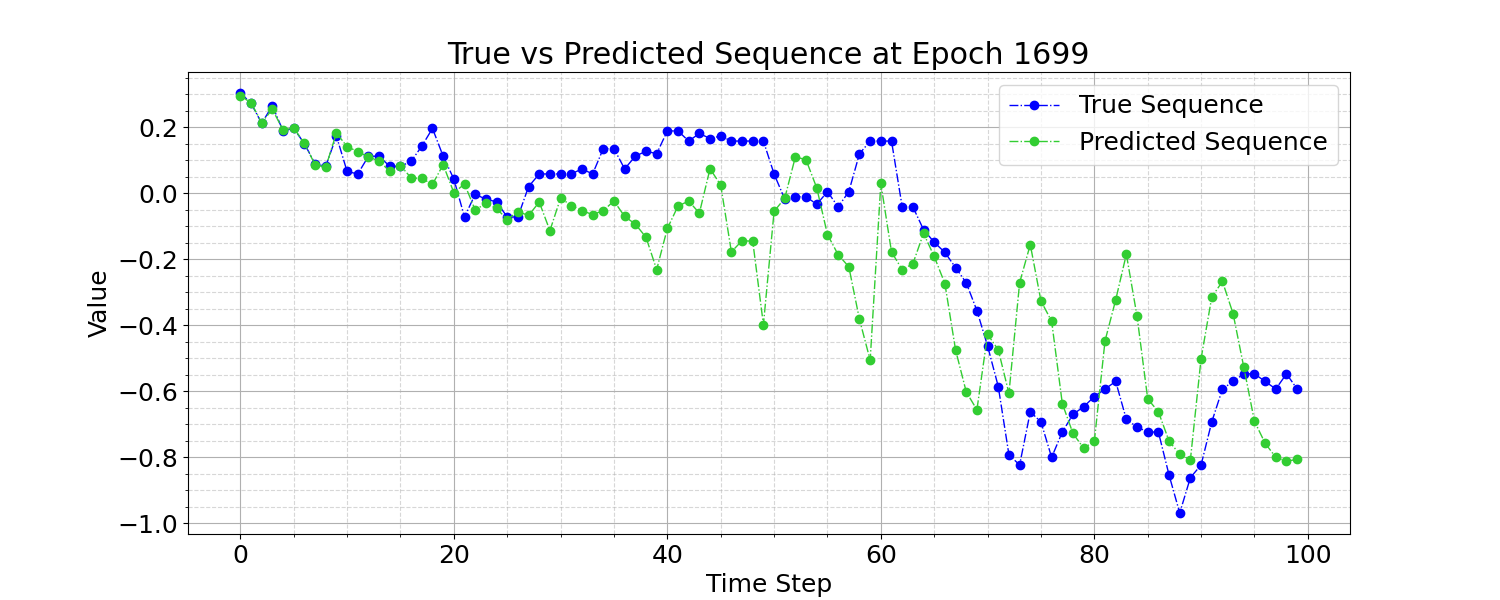 True vs Predicted Sequence at Epoch 1699
True Sequence
Predicted Sequence
0.2
0.0
−0.2
−0.4
−0.6
−0.8
−1.0
Value
0 20 40 60 80 100
Time Step